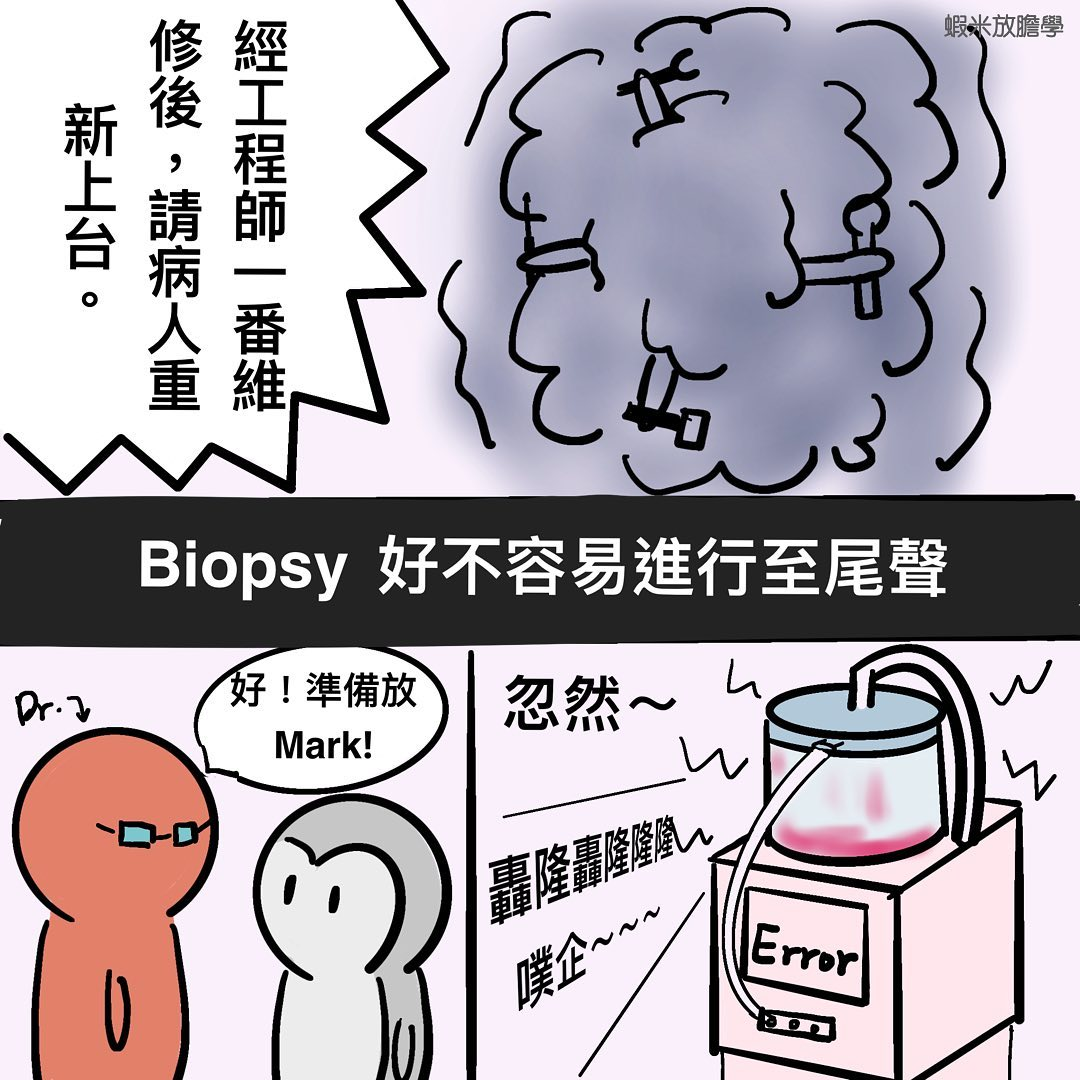 蝦米放膽學
經工程師一番維
修後，請病人重
新上台。
Biopsy 好不容易進行至尾聲
Dr.
好！準備放
Mark!
忽然～
轟隆轟隆隆隆
噗企~~~
Error